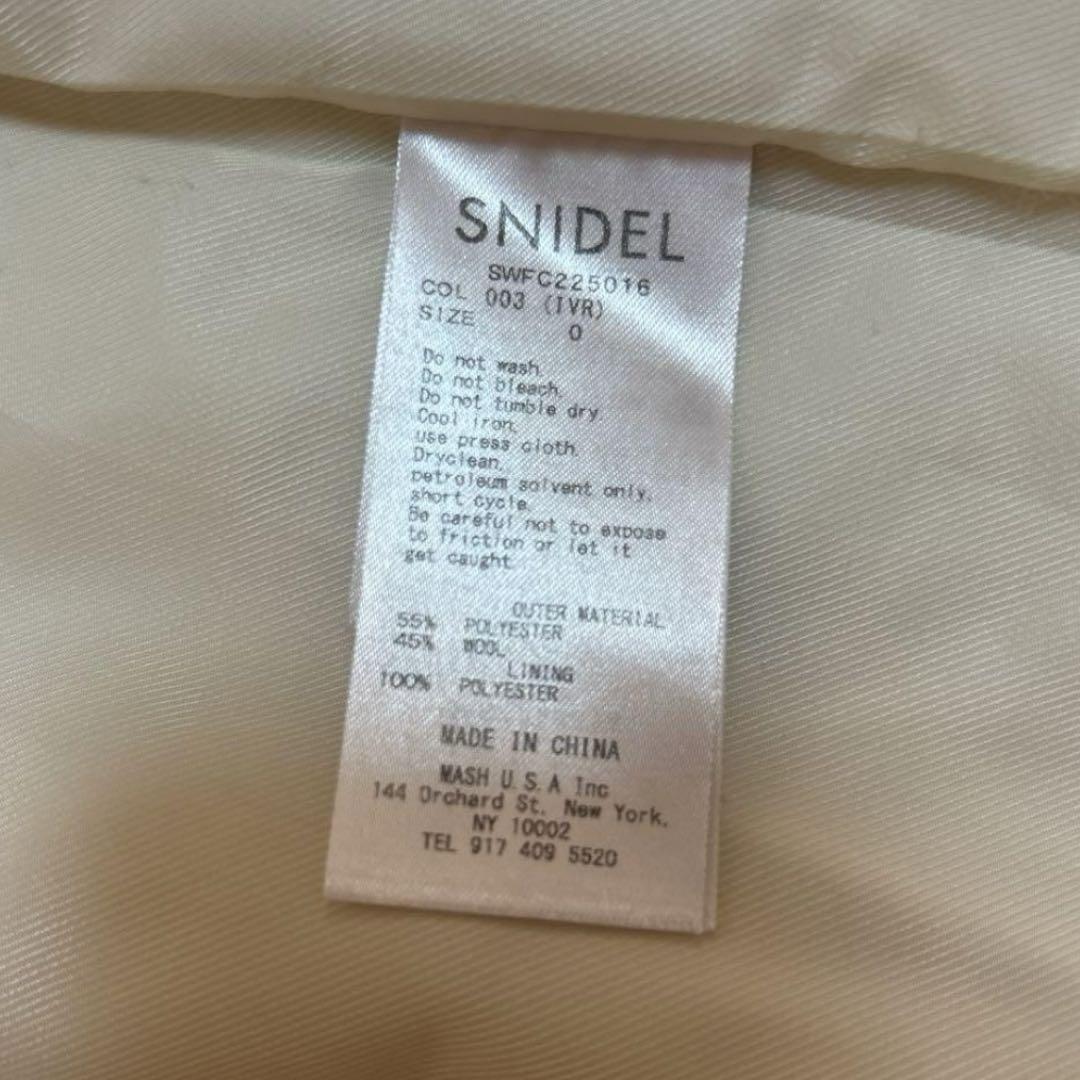 SNIDEL
SWFC225016
COL 003 (IVR)
SIZE 0
Do not wash.
Do not bleach.
Do not tumble dry.
Cool iron.
use press cloth.
Dryclean.
petroleum solvent only.
short cycle.
Be careful not to expose
to friction or let it
get caught.
OUTER MATERIAL
55% POLYESTER
45% WOOL
LINING
100% POLYESTER
MADE IN CHINA
MASH U.S.A Inc
144 Orchard St. New York.
NY 10002
TEL 917 409 5520